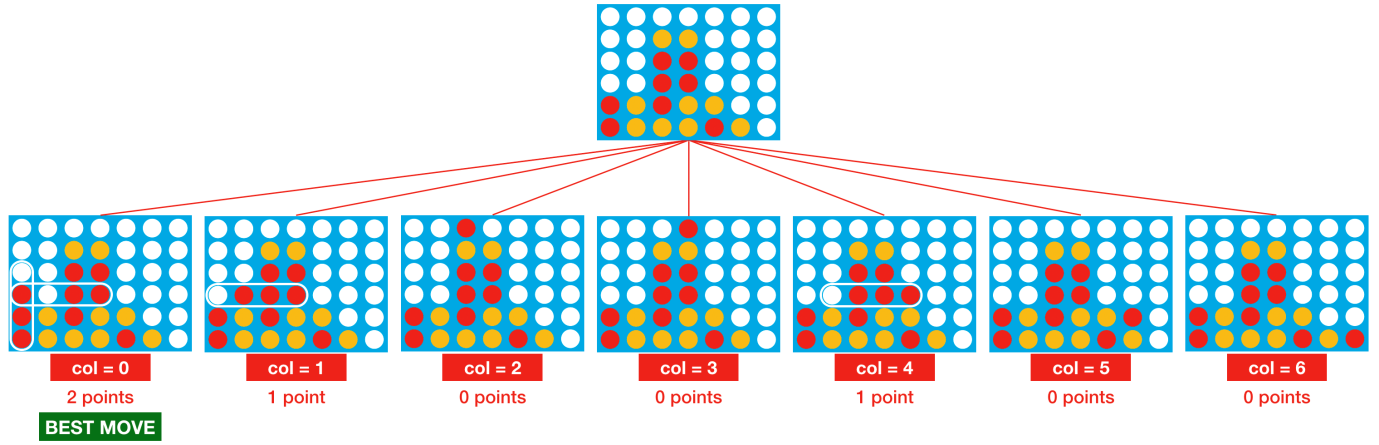 col = 0
col = 1
col = 2
col = 3
col = 4
col = 5
col = 6
2 points
1 point
0 points
0 points
1 point
0 points
0 points
BEST MOVE